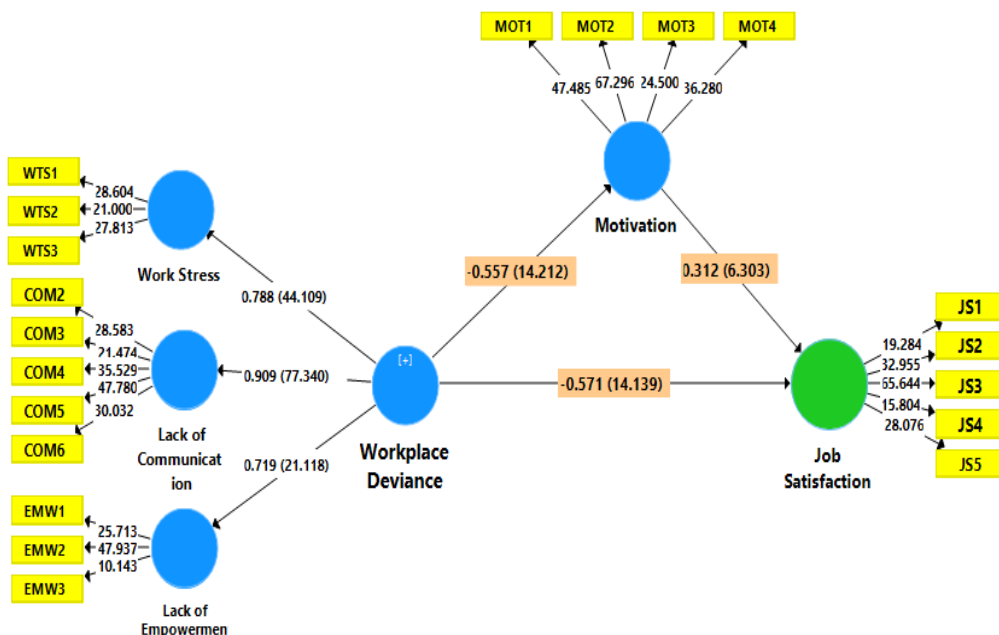 MOT1
MOT2
MOT3
MOT4
47.485
67.296
24.500
36.280
Motivation
WTS1
WTS2
WTS3
28.604
21.000
27.813
Work Stress
COM2
COM3
COM4
COM5
COM6
28.583
21.474
35.529
47.780
30.032
Lack of
Communicat
ion
EMW1
EMW2
EMW3
25.713
47.937
10.143
Lack of
Empowermen
0.788 (44.109)
0.909 (77.340)
0.719 (21.118)
[+]
Workplace
Deviance
-0.557 (14.212)
0.312 (6.303)
-0.571 (14.139)
Job
Satisfaction
19.284
32.955
65.644
15.804
28.076
JS1
JS2
JS3
JS4
JS5